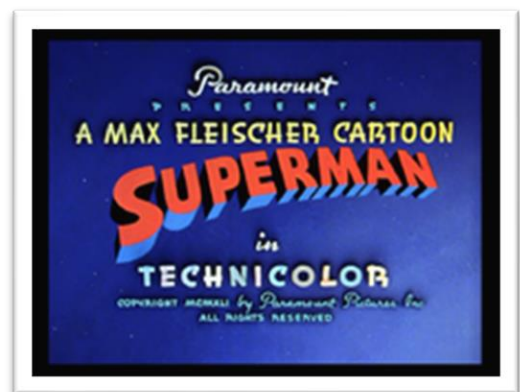 Paramount
PRESENTS
A MAX FLEISCHER CARTOON
SUPERMAN
in
TECHNICOLOR
COPYRIGHT MCMXLI by Paramount Pictures Inc
ALL RIGHTS RESERVED